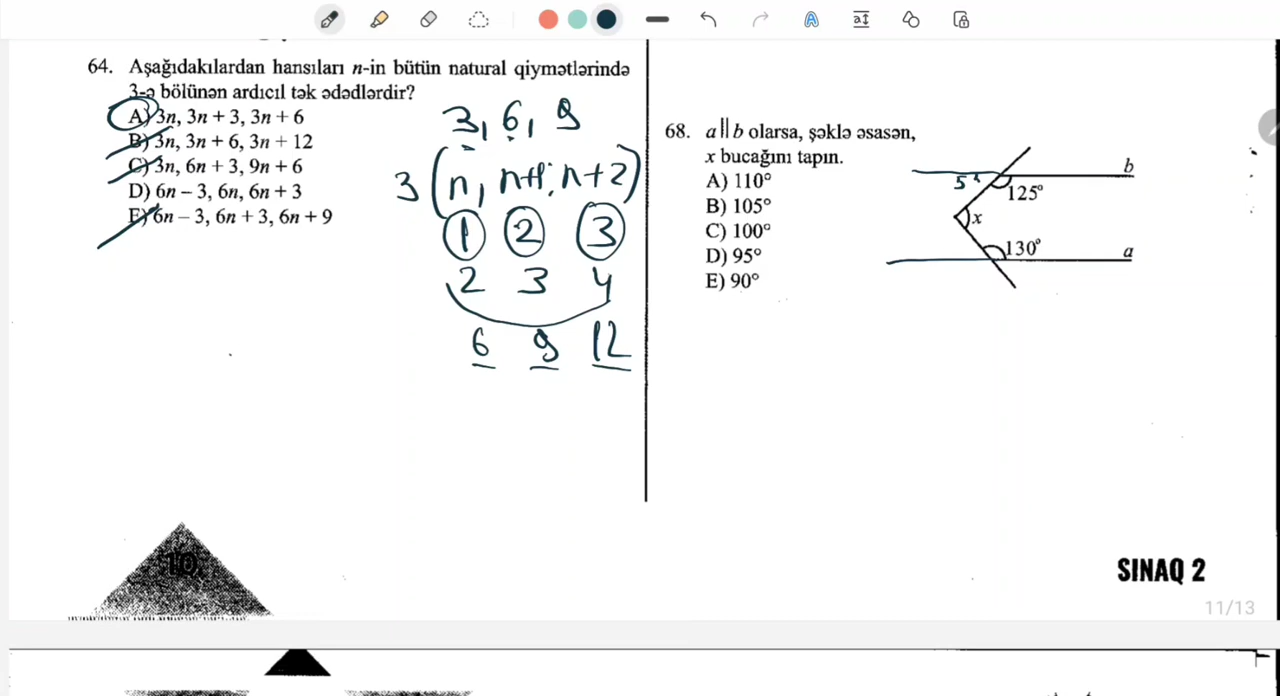 64. Aşağıdakılardan hansıları n-in bütün natural qiymətlərində
3-ə bölünən ardıcıl tək ədədlərdir?
A) 3n, 3n + 3, 3n + 6
B) 3n, 3n + 6, 3n + 12
C) 3n, 6n + 3, 9n + 6
D) 6n – 3, 6n, 6n + 3
E) 6n – 3, 6n + 3, 6n + 9
3, 6, 9
3 (n, n+1, n+2)
1 2 3
2 3 4
6 9 12
68. a||b olarsa, şəklə əsasən,
x bucağını tapın.
A) 110°
B) 105°
C) 100°
D) 95°
E) 90°
b
125°
x
130°
a
10
SINAQ 2
11/13